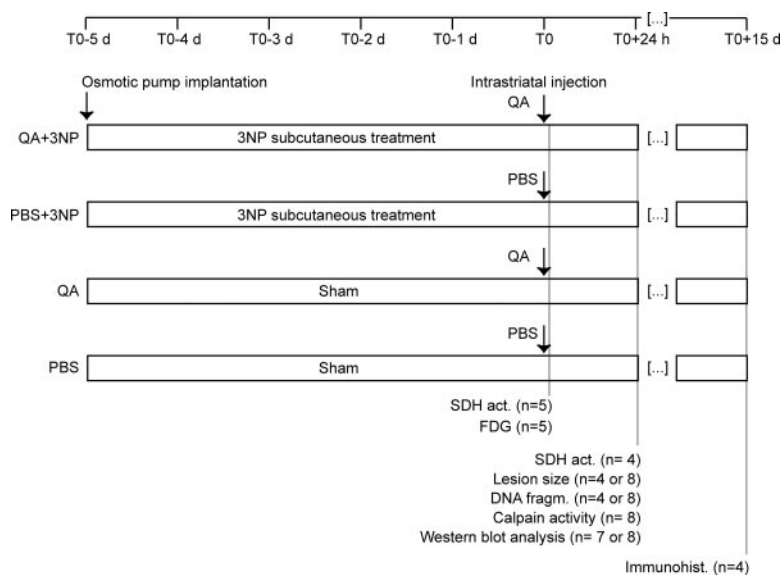 [...]
T0-5 d T0-4 d T0-3 d T0-2 d T0-1 d T0 T0+24 h T0+15 d
Osmotic pump implantation Intrastriatal injection
QA
QA+3NP 3NP subcutaneous treatment [...]
PBS
PBS+3NP 3NP subcutaneous treatment [...]
QA
QA Sham [...]
PBS
PBS Sham [...]
SDH act. (n=5)
FDG (n=5)
SDH act. (n= 4)
Lesion size (n=4 or 8)
DNA fragm. (n=4 or 8)
Calpain activity (n= 8)
Western blot analysis (n= 7 or 8)
Immunohist. (n=4)